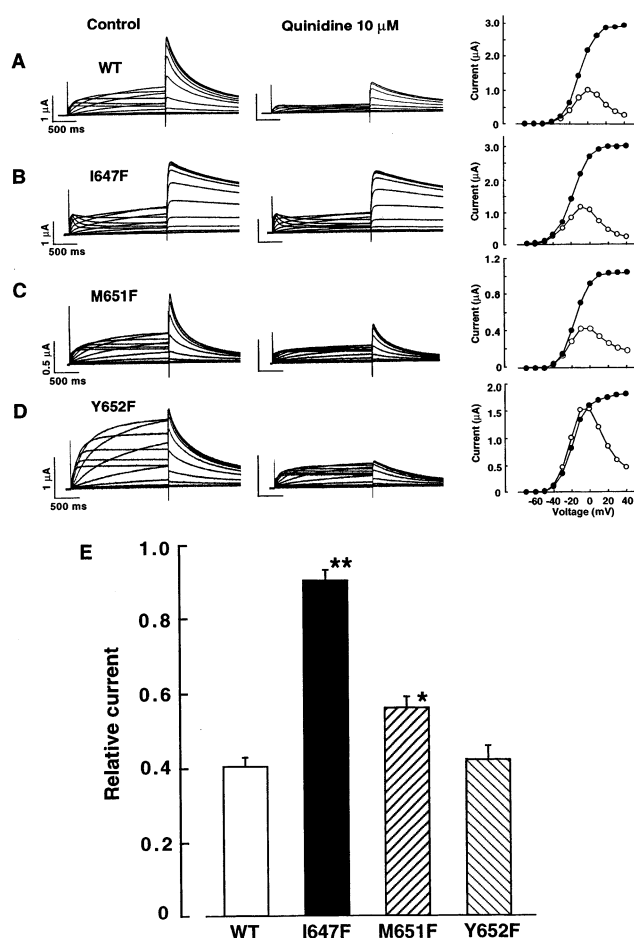 Control
Quinidine 10 μM
A
WT
1 μA
500 ms
Current (μA)
3.0
2.0
1.0
0
B
I647F
1 μA
500 ms
Current (μA)
3.0
2.0
1.0
0
C
M651F
0.5 μA
500 ms
Current (μA)
1.2
0.8
0.4
0
D
Y652F
1 μA
500 ms
Current (μA)
2.0
1.5
1.0
0.5
0
-60 -40 -20 0 20 40
Voltage (mV)
E
Relative current
1.0
0.8
0.6
0.4
0.2
0
**
*
WT I647F M651F Y652F